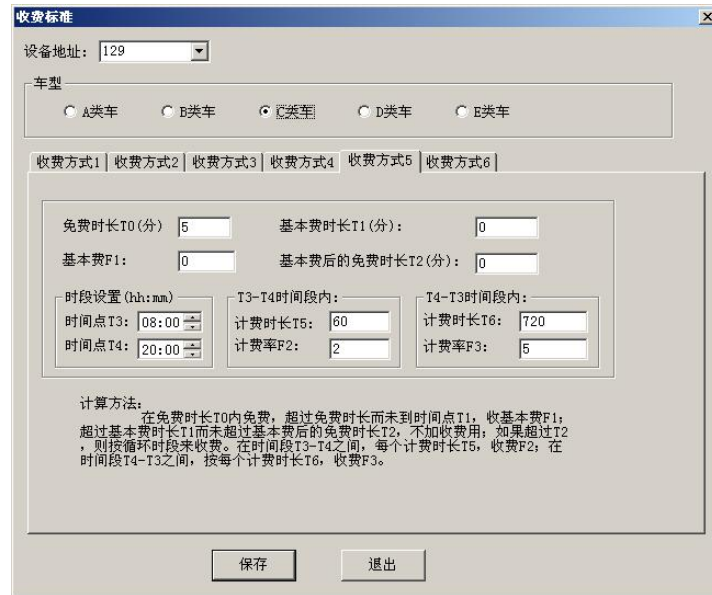 收费标准
设备地址: 129
车型
A类车 B类车 C类车 D类车 E类车
收费方式1 收费方式2 收费方式3 收费方式4 收费方式5 收费方式6
免费时长T0(分) 5 基本费时长T1(分): 0
基本费F1: 0 基本费后的免费时长T2(分): 0
时段设置(hh:mm) T3-T4时间段内: T4-T3时间段内:
时间点T3: 08:00 计费时长T5: 60 计费时长T6: 720
时间点T4: 20:00 计费率F2: 2 计费率F3: 5
计算方法:
在免费时长T0内免费, 超过免费时长而未到时间点T1, 收基本费F1;
超过基本费时长T1而未超过基本费后的免费时长T2, 不加收费用; 如果超过T2
, 则按循环时段来收费。在时间段T3-T4之间, 每个计费时长T5, 收费F2; 在
时间段T4-T3之间, 按每个计费时长T6, 收费F3。
保存 退出